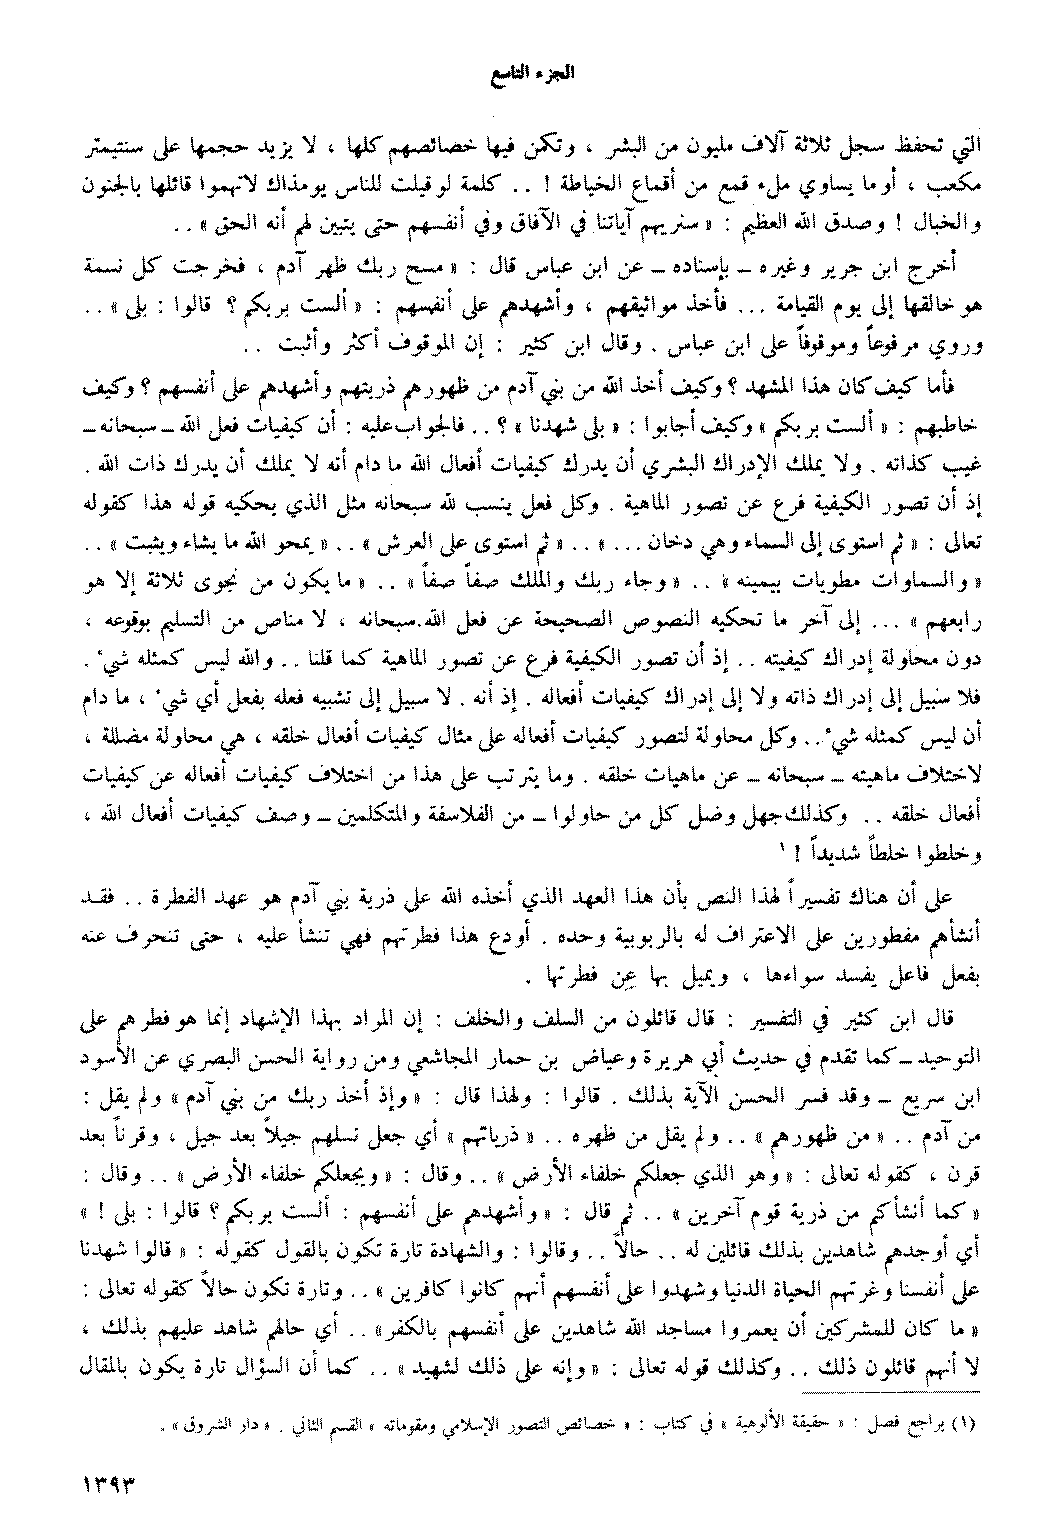 الجزء التاسع
التي تحفظ سجل ثلاثة آلاف مليون من البشر ، وتكمن فيها خصائصهم كلها ، لا يزيد حجمها على سنتيمتر
مكعب ، أو ما يساوي ملء قمع من أقماع الخياطة ! .. كلمة لو قيلت للناس يومذاك لاتهموا قائلها بالجنون
والخبال ! وصدق الله العظيم : « سنريهم آياتنا في الآفاق وفي أنفسهم حتى يتبين لهم أنه الحق » ..
أخرج ابن جرير وغيره – بإسناده – عن ابن عباس قال : « مسح ربك ظهر آدم ، فخرجت كل نسمة
هو خالقها إلى يوم القيامة ... فأخذ مواثيقهم ، وأشهدهم على أنفسهم : « ألست بربكم ؟ قالوا : بلى » ..
وروي مرفوعاً وموقوفاً على ابن عباس . وقال ابن كثير : إن الموقوف أكثر وأثبت ..
فأما كيف كان هذا المشهد ؟ وكيف أخذ الله من بني آدم من ظهورهم ذريتهم وأشهدهم على أنفسهم ؟ وكيف
خاطبهم : « ألست بربكم » وكيف أجابوا : « بلى شهدنا » ؟ .. فالجواب عليه : أن كيفيات فعل الله – سبحانه –
غيب كذاته . ولا يملك الإدراك البشري أن يدرك كيفيات أفعال الله ما دام أنه لا يملك أن يدرك ذات الله .
إذ أن تصور الكيفية فرع عن تصور الماهية . وكل فعل ينسب لله سبحانه مثل الذي يحكيه قوله هذا كقوله
تعالى : « ثم استوى إلى السماء وهي دخان ... » .. « ثم استوى على العرش » .. « يمحو الله ما يشاء ويثبت » ..
« والسماوات مطويات بيمينه » .. « وجاء ربك والملك صفاً صفاً » .. « ما يكون من نجوى ثلاثة إلا هو
رابعهم » ... إلى آخر ما تحكيه النصوص الصحيحة عن فعل الله سبحانه ، لا مناص من التسليم بوقوعه ،
دون محاولة إدراك كيفيته .. إذ أن تصور الكيفية فرع عن تصور الماهية كما قلنا .. والله ليس كمثله شيء .
فلا سبيل إلى إدراك ذاته ولا إلى إدراك كيفيات أفعاله . إذ أنه . لا سبيل إلى تشبيه فعله بفعل أي شيء ، ما دام
أن ليس كمثله شيء .. وكل محاولة لتصور كيفيات أفعاله على مثال كيفيات أفعال خلقه ، هي محاولة مضللة ،
لاختلاف ماهيته – سبحانه – عن ماهيات خلقه . وما يترتب على هذا من اختلاف كيفيات أفعاله عن كيفيات
أفعال خلقه .. وكذلك جهل وضل كل من حاولوا – من الفلاسفة والمتكلمين – وصف كيفيات أفعال الله ،
وخلطوا خلطاً شديداً ! ١
على أن هناك تفسيراً لهذا النص بأن هذا العهد الذي أخذه الله على ذرية بني آدم هو عهد الفطرة .. فقد
أنشأهم مفطورين على الاعتراف له بالربوبية وحده . أودع هذا فطرتهم فهي تنشأ عليه ، حتى تنحرف عنه
بفعل فاعل يفسد سواءها ، ويميل بها عن فطرتها .
قال ابن كثير في التفسير : قال قائلون من السلف والخلف : إن المراد بهذا الإشهاد إنما هو فطرهم على
التوحيد – كما تقدم في حديث أبي هريرة وعياض بن حمار المجاشعي ومن رواية الحسن البصري عن الأسود
ابن سريع – وقد فسر الحسن الآية بذلك . قالوا : ولهذا قال : « وإذ أخذ ربك من بني آدم » ولم يقل :
من آدم .. « من ظهورهم » .. ولم يقل من ظهره .. « ذرياتهم » أي جعل نسلهم جيلاً بعد جيل ، وقرناً بعد
قرن ، كقوله تعالى : « وهو الذي جعلكم خلفاء الأرض » .. وقال : « ويجعلكم خلفاء الأرض » .. وقال :
« كما أنشأكم من ذرية قوم آخرين » .. ثم قال : « وأشهدهم على أنفسهم : ألست بربكم ؟ قالوا : بلى ! »
أي أوجدهم شاهدين بذلك قائلين له .. حالاً .. وقالوا : والشهادة تارة تكون بالقول كقوله : « قالوا شهدنا
على أنفسنا وغرتهم الحياة الدنيا وشهدوا على أنفسهم أنهم كانوا كافرين » .. وتارة تكون حالاً كقوله تعالى :
« ما كان للمشركين أن يعمروا مساجد الله شاهدين على أنفسهم بالكفر» .. أي حالهم شاهد عليهم بذلك ،
لا أنهم قائلون ذلك .. وكذلك قوله تعالى : « وإنه على ذلك لشهيد » .. كما أن السؤال تارة يكون بالمقال
(١) يراجع فصل : « حقيقة الألوهية » في كتاب : « خصائص التصور الإسلامي ومقوماته » القسم الثاني . « دار الشروق » .
١٣٩٣